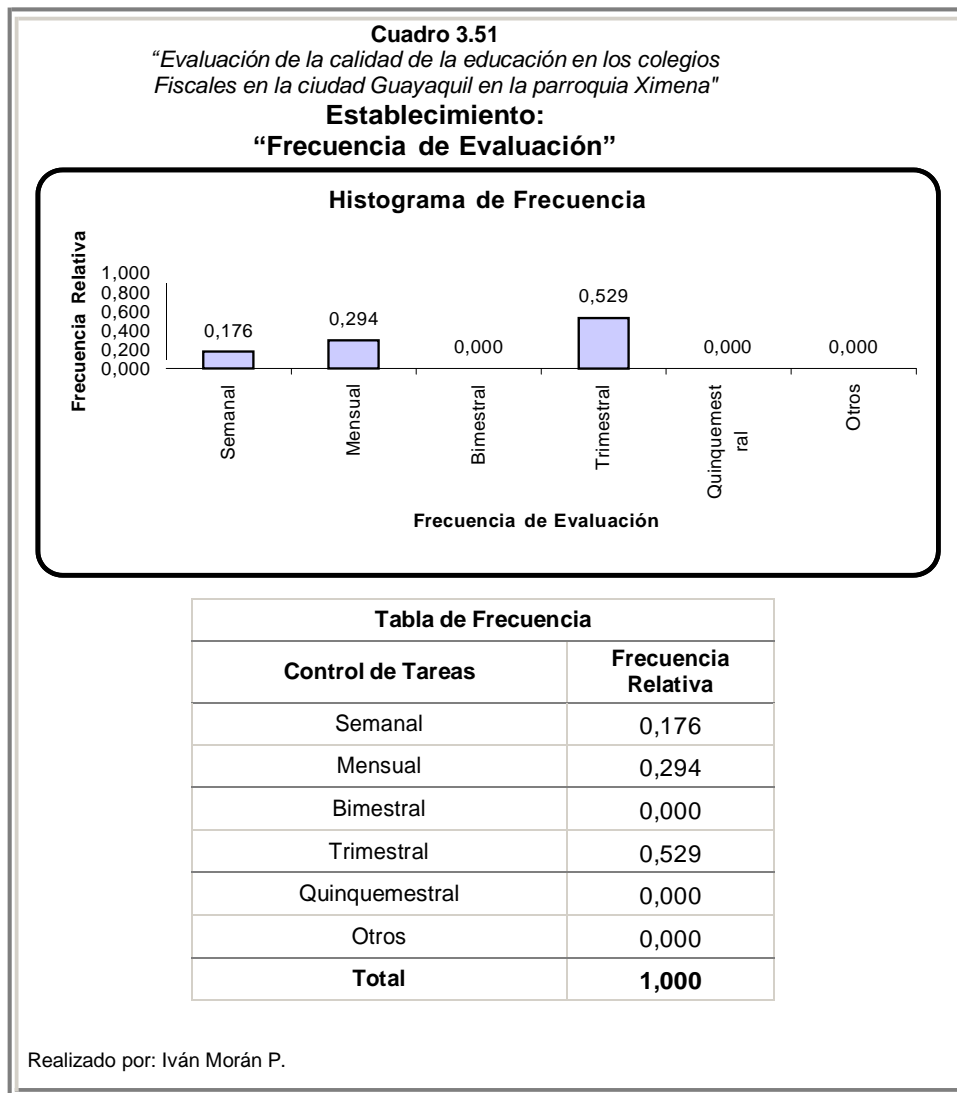 Cuadro 3.51
“Evaluación de la calidad de la educación en los colegios
Fiscales en la ciudad Guayaquil en la parroquia Ximena"
Establecimiento:
“Frecuencia de Evaluación”
Histograma de Frecuencia
Frecuencia Relativa
1,000
0,800
0,600
0,400
0,200
0,000
0,176
0,294
0,000
0,529
0,000
0,000
Semanal
Mensual
Bimestral
Trimestral
Quinquemest
ral
Otros
Frecuencia de Evaluación
Tabla de Frecuencia
Control de Tareas
Frecuencia
Relativa
Semanal 0,176
Mensual 0,294
Bimestral 0,000
Trimestral 0,529
Quinquemestral 0,000
Otros 0,000
Total 1,000
Realizado por: Iván Morán P.